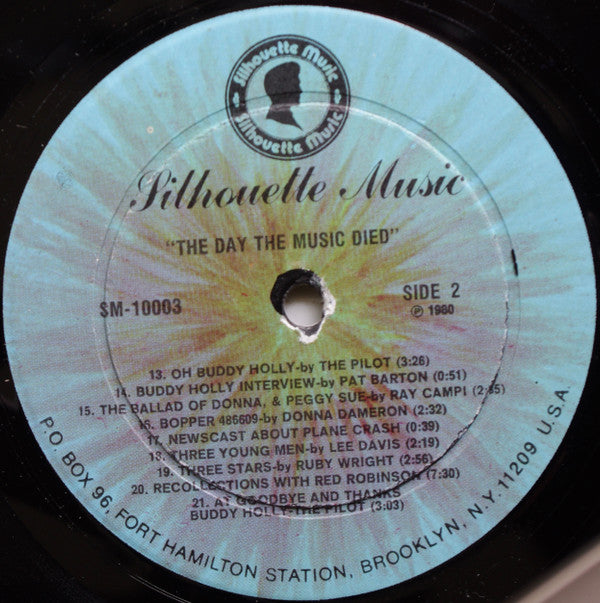 Silhouette Music
Silhouette Music
Silhouette Music
"THE DAY THE MUSIC DIED"
SM-10003
SIDE 2
℗ 1980
13. OH BUDDY HOLLY-by THE PILOT (3:26)
14. BUDDY HOLLY INTERVIEW-by PAT BARTON (0:51)
15. THE BALLAD OF DONNA, & PEGGY SUE-by RAY CAMPI (2:45)
16. BOPPER 486609-by DONNA DAMERON (2:32)
17. NEWSCAST ABOUT PLANE CRASH (0:39)
18. THREE YOUNG MEN-by LEE DAVIS (2:19)
19. THREE STARS-by RUBY WRIGHT (2:56)
20. RECOLLECTIONS WITH RED ROBINSON (7:30)
21. AT GOODBYE AND THANKS
BUDDY HOLLY-THE PILOT (3:03)
P.O. BOX 96, FORT HAMILTON STATION, BROOKLYN, N.Y. 11209 U.S.A.